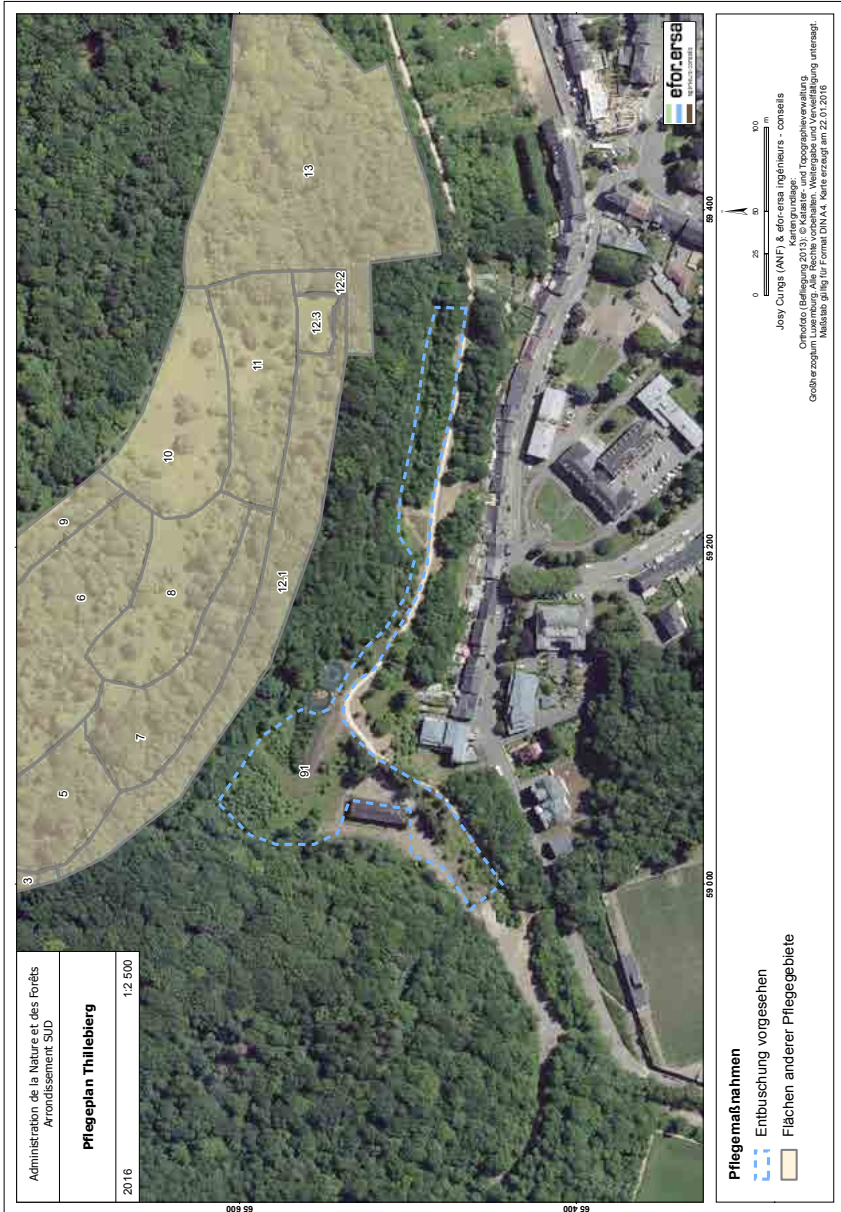 Administration de la Nature et des Forêts
Arrondissement SUD
Pflegeplan Thillebierg
2016
1:2 500
3
5
7
6
9
8
10
11
12.1
12.2
12.3
13
91
65 600
65 400
59 000
59 200
59 400
efor.ersa
ingénieurs-conseils
Pflegemaßnahmen
Entbuschung vorgesehen
Flächen anderer Pflegegebiete
0
25
50
100
m
Josy Cungs (ANF) & efor-ersa ingénieurs - conseils
Kartengrundlage:
Orthofoto (Befliegung 2013): © Kataster- und Topographieverwaltung,
Großherzogtum Luxemburg. Alle Rechte vorbehalten. Weitergabe und Vervielfältigung untersagt.
Maßstab gültig für Format DIN A4. Karte erzeugt am 22.01.2016